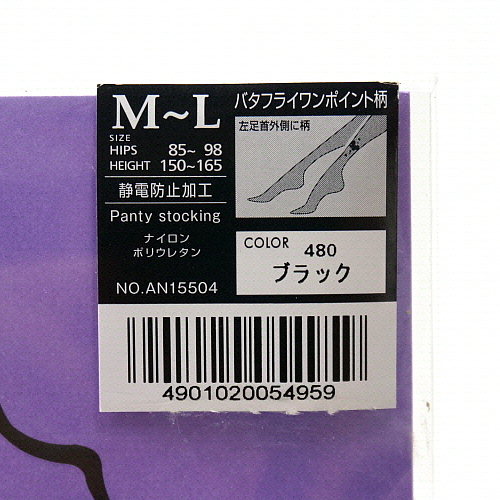 M~L
SIZE
HIPS 85~ 98
HEIGHT 150~165
静電防止加工
Panty stocking
ナイロン
ポリウレタン
NO.AN15504
バタフライワンポイント柄
左足首外側に柄
COLOR 480
ブラック
4901020054959